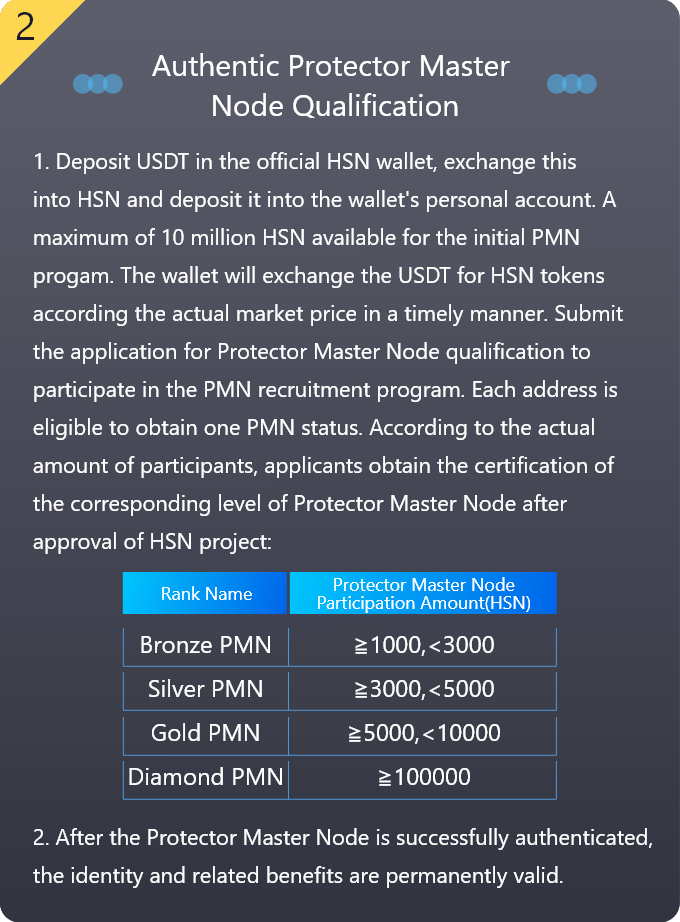 2
Authentic Protector Master
Node Qualification
1. Deposit USDT in the official HSN wallet, exchange this
into HSN and deposit it into the wallet's personal account. A
maximum of 10 million HSN available for the initial PMN
progam. The wallet will exchange the USDT for HSN tokens
according the actual market price in a timely manner. Submit
the application for Protector Master Node qualification to
participate in the PMN recruitment program. Each address is
eligible to obtain one PMN status. According to the actual
amount of participants, applicants obtain the certification of
the corresponding level of Protector Master Node after
approval of HSN project:
Rank Name Protector Master Node
Participation Amount(HSN)
Bronze PMN ≧1000,<3000
Silver PMN ≧3000,<5000
Gold PMN ≧5000,<10000
Diamond PMN ≧100000
2. After the Protector Master Node is successfully authenticated,
the identity and related benefits are permanently valid.